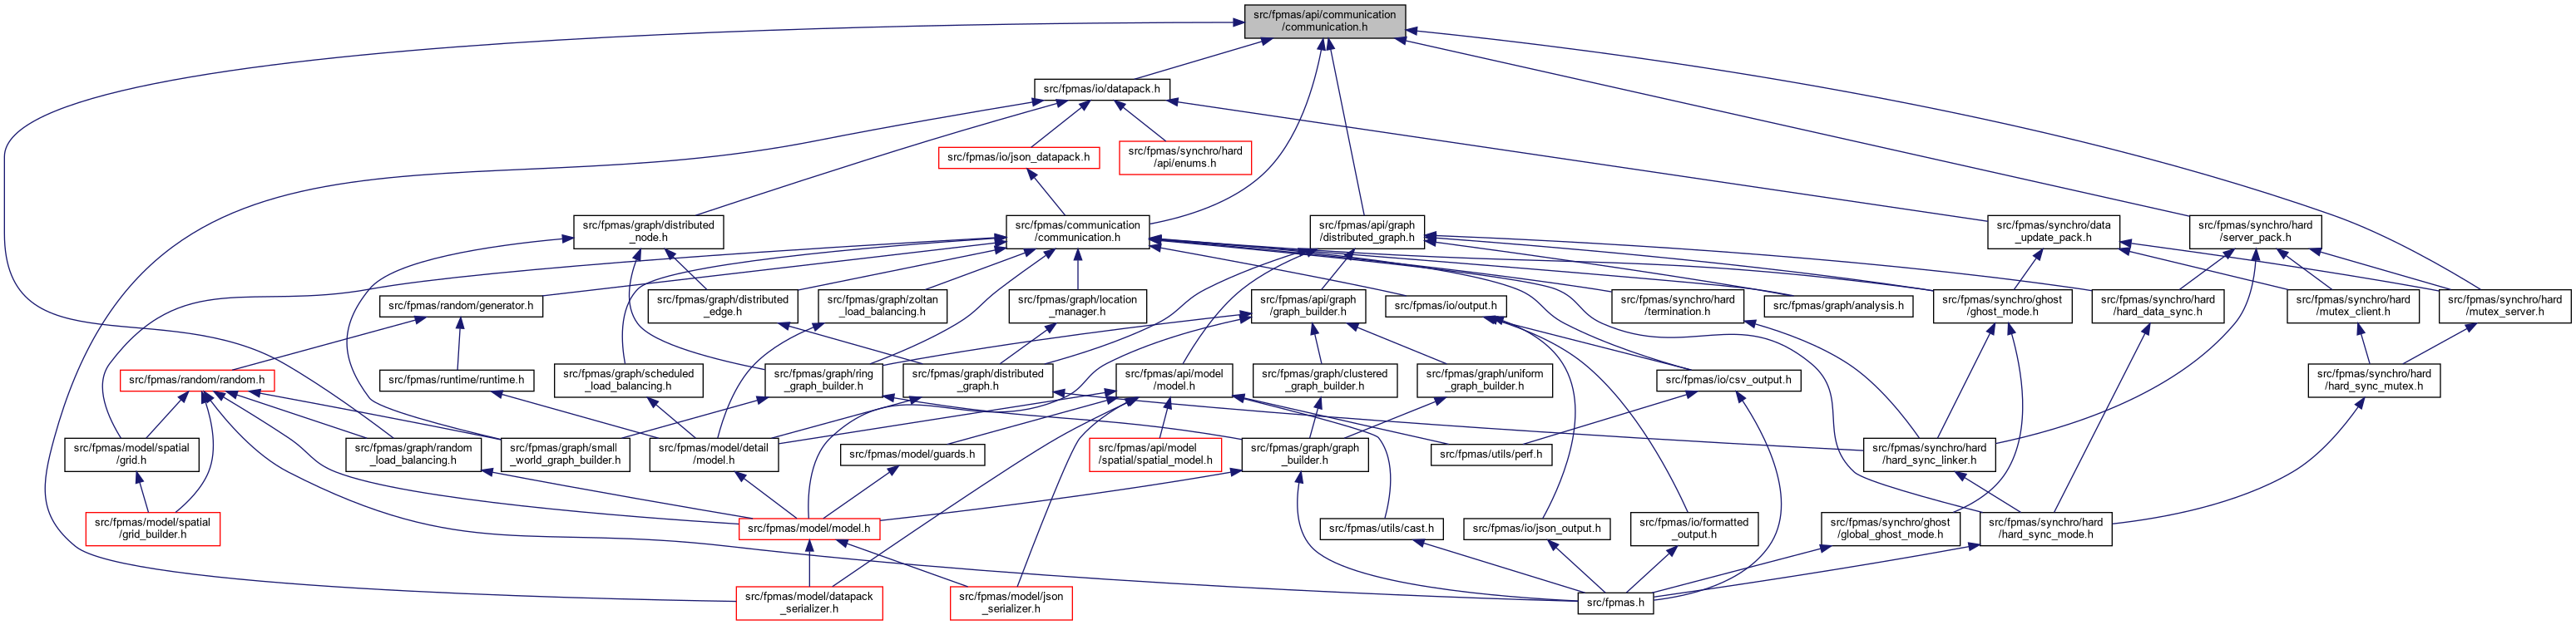 src/fpmas/api/communication
/communication.h
src/fpmas/io/datapack.h
src/fpmas/io/json_datapack.h
src/fpmas/synchro/hard
/api/enums.h
src/fpmas/graph/distributed
_node.h
src/fpmas/communication
/communication.h
src/fpmas/api/graph
/distributed_graph.h
src/fpmas/synchro/data
_update_pack.h
src/fpmas/synchro/hard
/server_pack.h
src/fpmas/random/generator.h
src/fpmas/graph/distributed
_edge.h
src/fpmas/graph/zoltan
_load_balancing.h
src/fpmas/graph/location
_manager.h
src/fpmas/api/graph
/graph_builder.h
src/fpmas/io/output.h
src/fpmas/synchro/hard
/termination.h
src/fpmas/graph/analysis.h
src/fpmas/synchro/ghost
/ghost_mode.h
src/fpmas/synchro/hard
/hard_data_sync.h
src/fpmas/synchro/hard
/mutex_client.h
src/fpmas/synchro/hard
/mutex_server.h
src/fpmas/random/random.h
src/fpmas/runtime/runtime.h
src/fpmas/graph/scheduled
_load_balancing.h
src/fpmas/graph/ring
_graph_builder.h
src/fpmas/graph/distributed
_graph.h
src/fpmas/api/model
/model.h
src/fpmas/graph/clustered
_graph_builder.h
src/fpmas/graph/uniform
_graph_builder.h
src/fpmas/io/csv_output.h
src/fpmas/synchro/hard
/hard_sync_mutex.h
src/fpmas/model/spatial
/grid.h
src/fpmas/graph/random
_load_balancing.h
src/fpmas/graph/small
_world_graph_builder.h
src/fpmas/model/detail
/model.h
src/fpmas/model/guards.h
src/fpmas/api/model
/spatial/spatial_model.h
src/fpmas/graph/graph
_builder.h
src/fpmas/utils/perf.h
src/fpmas/synchro/hard
/hard_sync_linker.h
src/fpmas/model/spatial
/grid_builder.h
src/fpmas/model/model.h
src/fpmas/utils/cast.h
src/fpmas/io/json_output.h
src/fpmas/io/formatted
_output.h
src/fpmas/synchro/ghost
/global_ghost_mode.h
src/fpmas/synchro/hard
/hard_sync_mode.h
src/fpmas/model/datapack
_serializer.h
src/fpmas/model/json
_serializer.h
src/fpmas.h